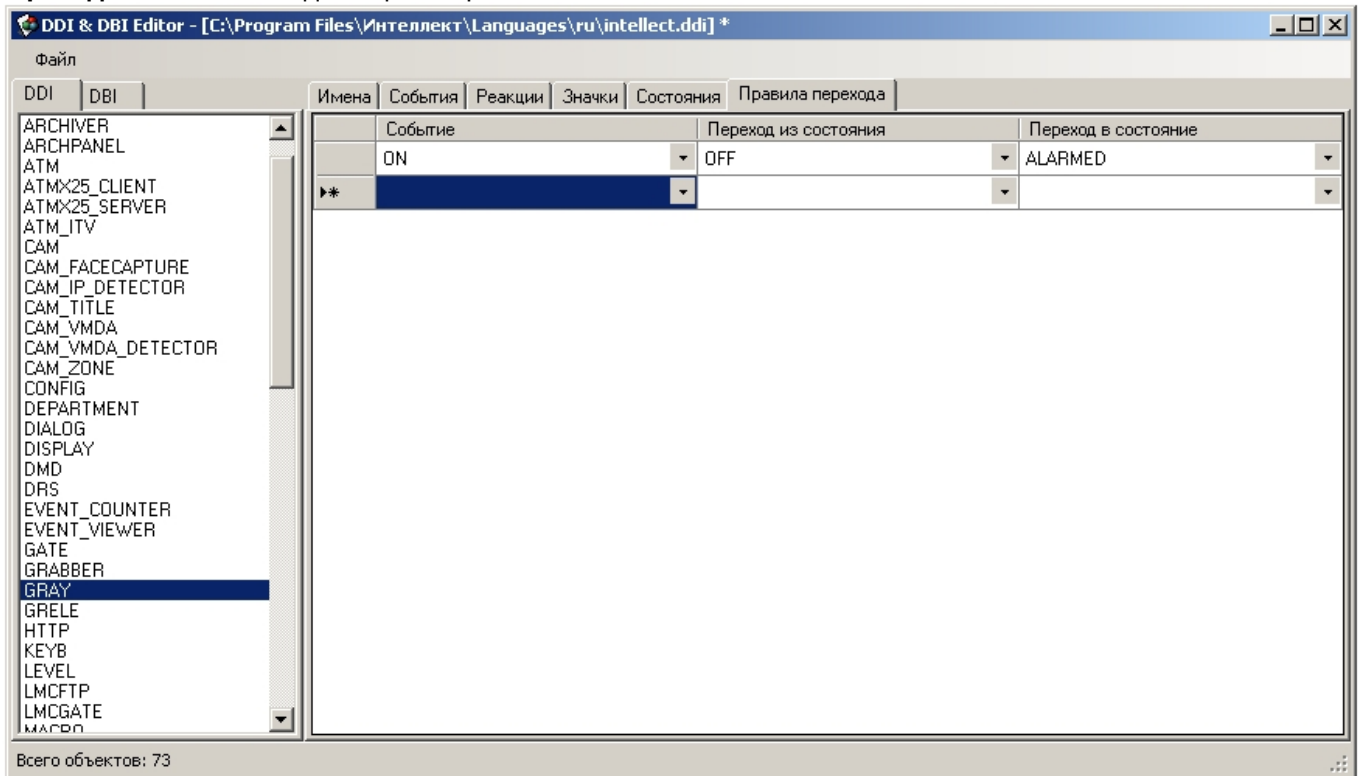 DDI & DBI Editor - [C:\Program Files\Интеллект\Languages\ru\intellect.ddi] *
Файл
DDI DBI
Имена События Реакции Значки Состояния Правила перехода
Событие Переход из состояния Переход в состояние
ON OFF ALARMED
ARCHIVER
ARCHPANEL
ATM
ATMX25_CLIENT
ATMX25_SERVER
ATM_ITV
CAM
CAM_FACECAPTURE
CAM_IP_DETECTOR
CAM_TITLE
CAM_VMDA
CAM_VMDA_DETECTOR
CAM_ZONE
CONFIG
DEPARTMENT
DIALOG
DISPLAY
DMD
DRS
EVENT_COUNTER
EVENT_VIEWER
GATE
GRABBER
GRAY
GRELE
HTTP
KEYB
LEVEL
LMCFTP
LMCGATE
MACRO
Всего объектов: 73